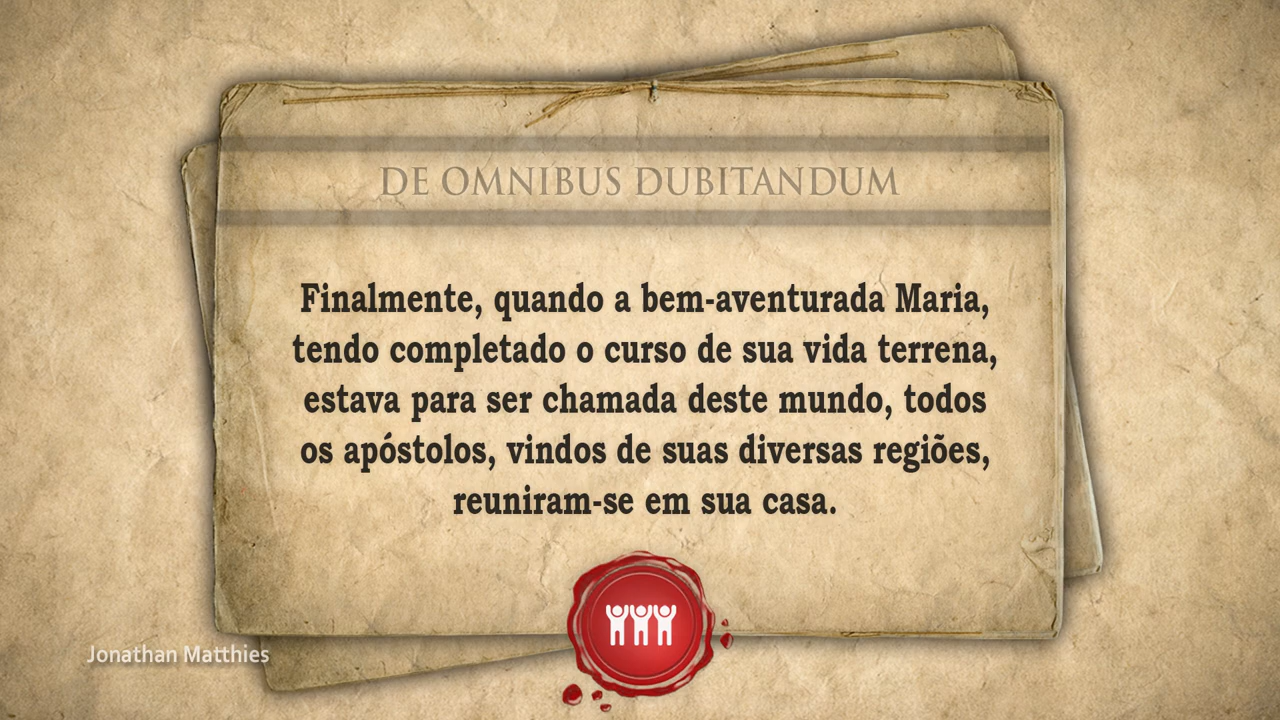 DE OMNIBUS DUBITANDUM
Finalmente, quando a bem-aventurada Maria,
tendo completado o curso de sua vida terrena,
estava para ser chamada deste mundo, todos
os apóstolos, vindos de suas diversas regiões,
reuniram-se em sua casa.
Jonathan Matthies